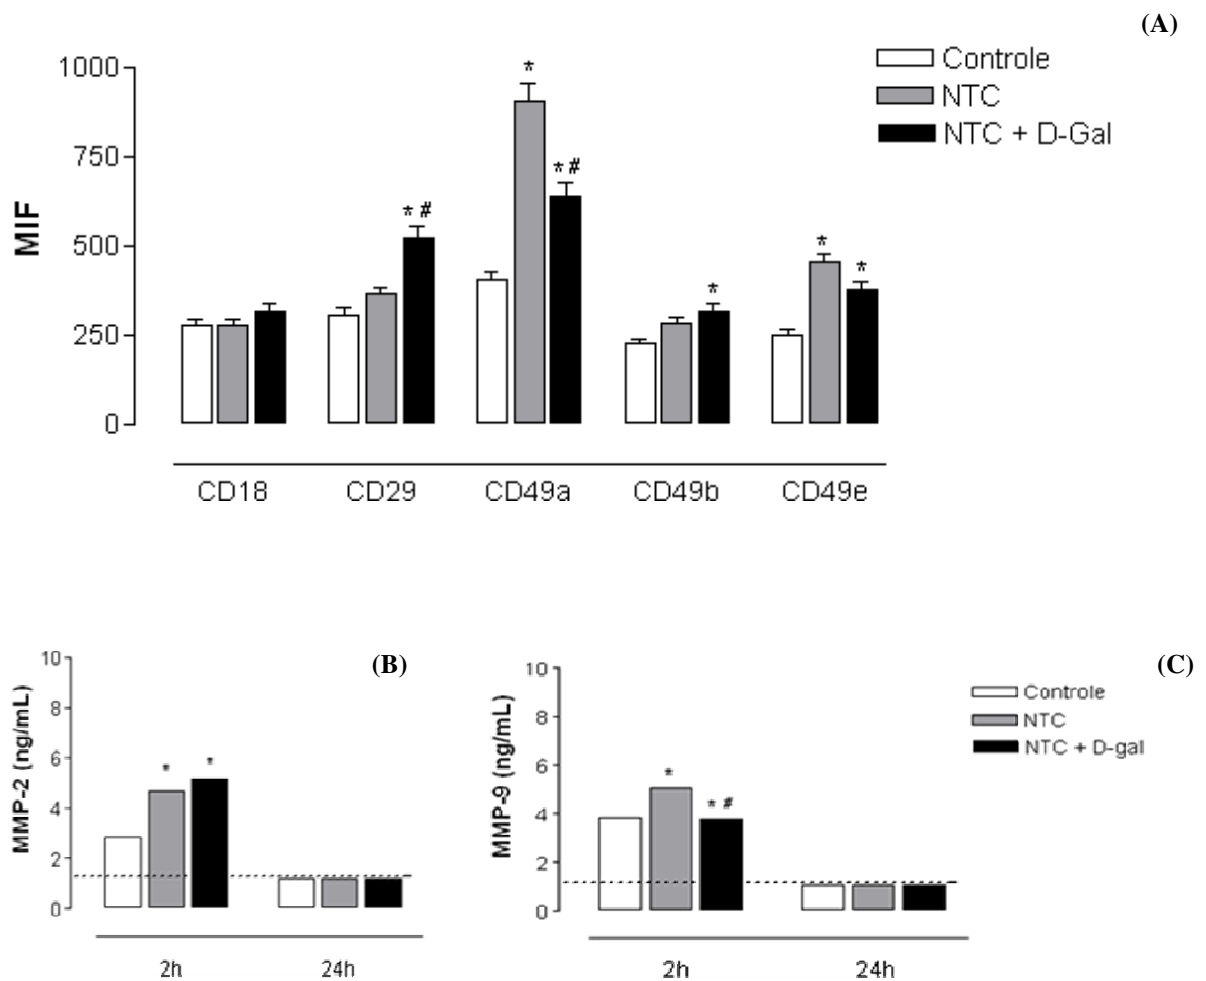 (A)
Controle
NTC
NTC + D-Gal
MIF
1000
750
500
250
0
*
* #
*
* #
*
*
*
CD18 CD29 CD49a CD49b CD49e
(B)
MMP-2 (ng/mL)
10
8
6
4
2
0
* *
2h 24h
(C)
MMP-9 (ng/mL)
10
8
6
4
2
0
*
* #
2h 24h
Controle
NTC
NTC + D-gal